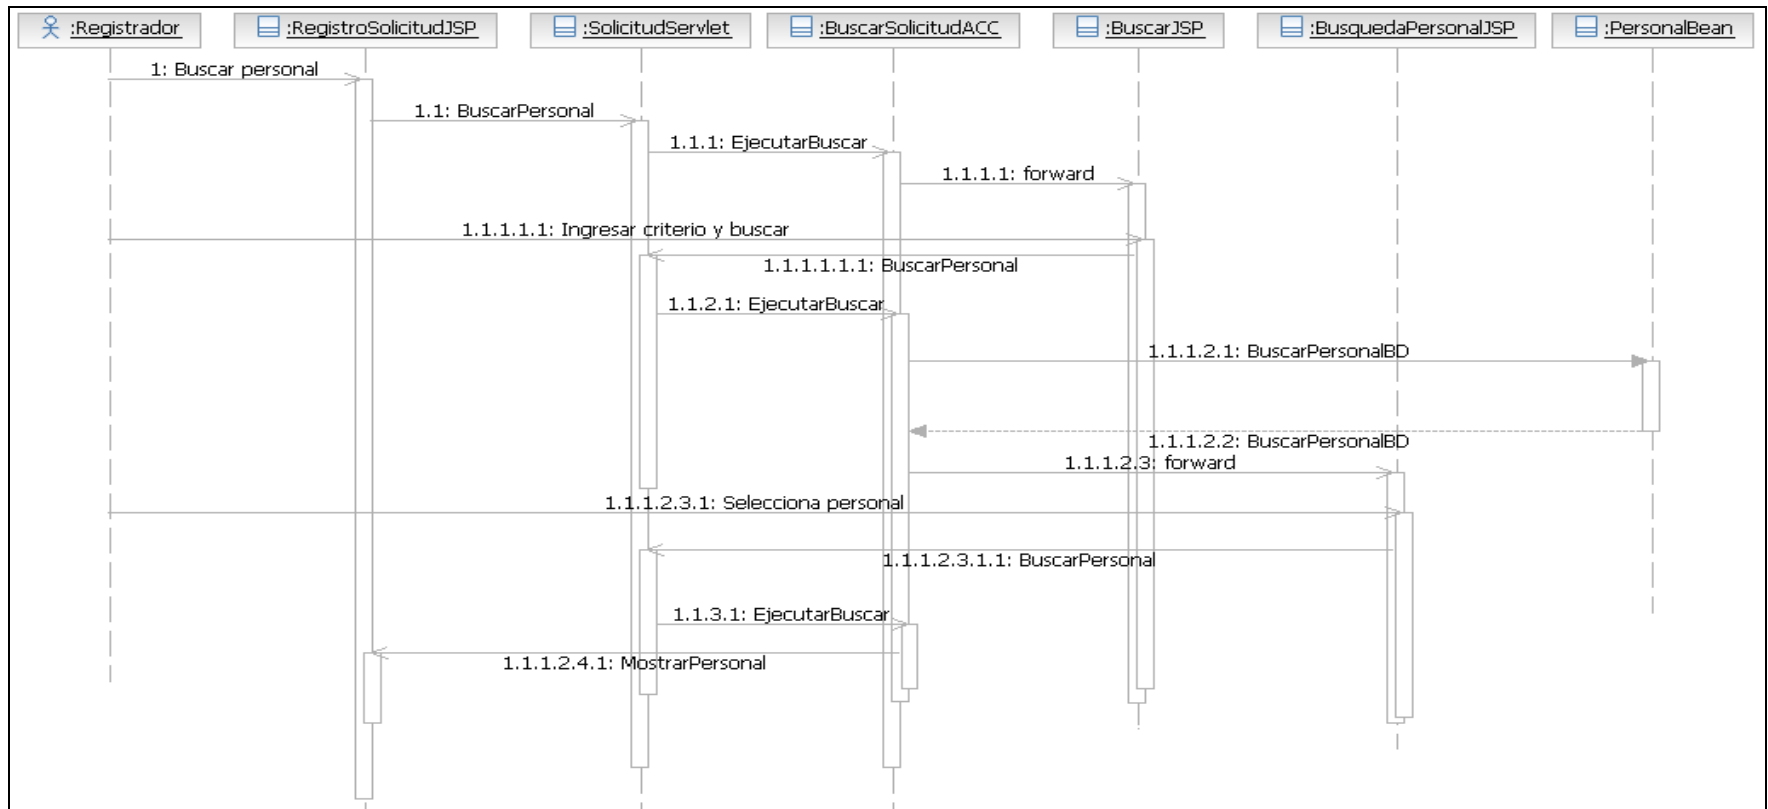 :Registrador
:RegistroSolicitudJSP
:SolicitudServlet
:BuscarSolicitudACC
:BuscarJSP
:BusquedaPersonalJSP
:PersonalBean
1: Buscar personal
1.1: BuscarPersonal
1.1.1: EjecutarBuscar
1.1.1.1: forward
1.1.1.1.1: Ingresar criterio y buscar
1.1.1.1.1.1: BuscarPersonal
1.1.2.1: EjecutarBuscar
1.1.1.2.1: BuscarPersonalBD
1.1.1.2.2: BuscarPersonalBD
1.1.1.2.3: forward
1.1.1.2.3.1: Selecciona personal
1.1.1.2.3.1.1: BuscarPersonal
1.1.3.1: EjecutarBuscar
1.1.1.2.4.1: MostrarPersonal